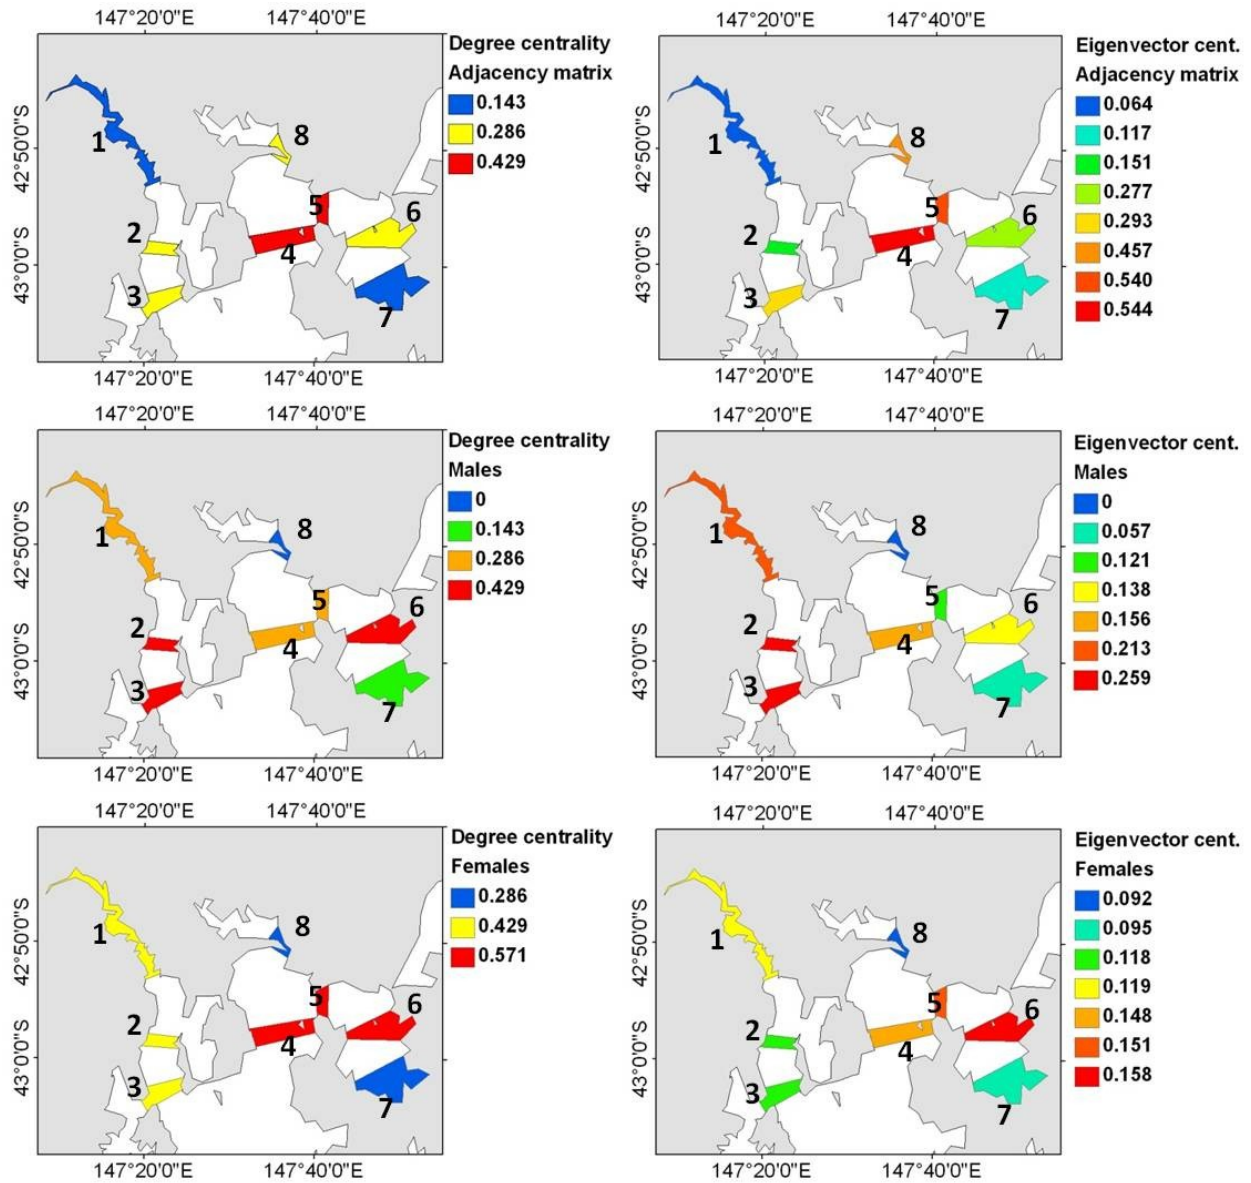 147°20'0"E 147°40'0"E
42°50'0"S
43°0'0"S
1
2
3
4
5
6
7
8
147°20'0"E 147°40'0"E
Degree centrality
Adjacency matrix
0.143
0.286
0.429
147°20'0"E 147°40'0"E
42°50'0"S
43°0'0"S
1
2
3
4
5
6
7
8
147°20'0"E 147°40'0"E
Eigenvector cent.
Adjacency matrix
0.064
0.117
0.151
0.277
0.293
0.457
0.540
0.544
147°20'0"E 147°40'0"E
42°50'0"S
43°0'0"S
1
2
3
4
5
6
7
8
147°20'0"E 147°40'0"E
Degree centrality
Males
0
0.143
0.286
0.429
147°20'0"E 147°40'0"E
42°50'0"S
43°0'0"S
1
2
3
4
5
6
7
8
147°20'0"E 147°40'0"E
Eigenvector cent.
Males
0
0.057
0.121
0.138
0.156
0.213
0.259
147°20'0"E 147°40'0"E
42°50'0"S
43°0'0"S
1
2
3
4
5
6
7
8
147°20'0"E 147°40'0"E
Degree centrality
Females
0.286
0.429
0.571
147°20'0"E 147°40'0"E
42°50'0"S
43°0'0"S
1
2
3
4
5
6
7
8
147°20'0"E 147°40'0"E
Eigenvector cent.
Females
0.092
0.095
0.118
0.119
0.148
0.151
0.158